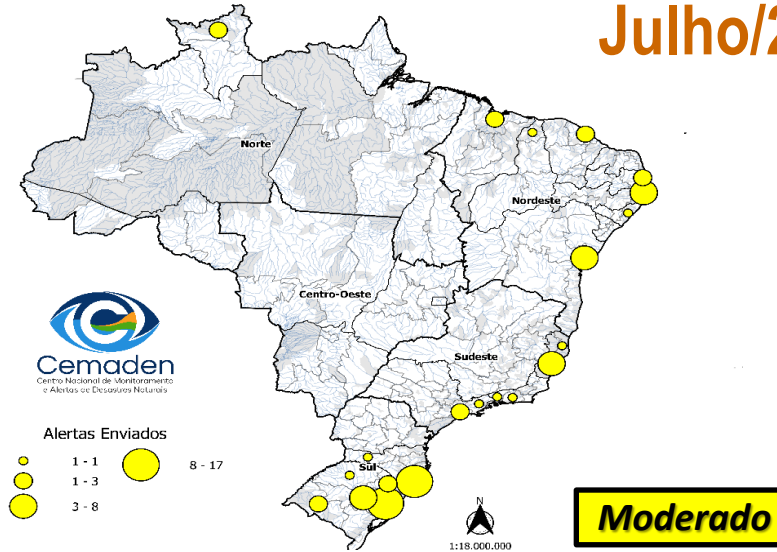 Julho/2
Norte
Nordeste
Centro-Oeste
Sudeste
Sul
Cemaden
Centro Nacional de Monitoramento
e Alertas de Desastres Naturais
Alertas Enviados
1 - 1
8 - 17
1 - 3
3 - 8
N
1:18.000.000
Moderado